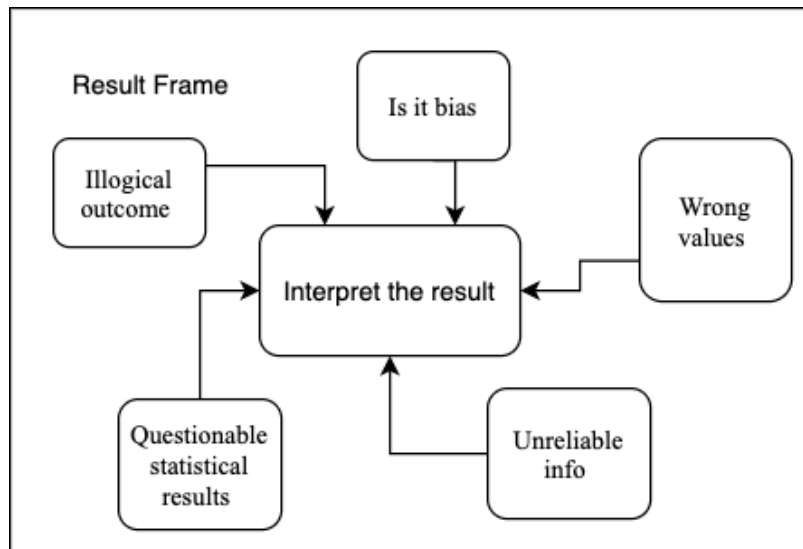 Result Frame
Is it bias
Illogical
outcome
Wrong
values
Interpret the result
Questionable
statistical
results
Unreliable
info